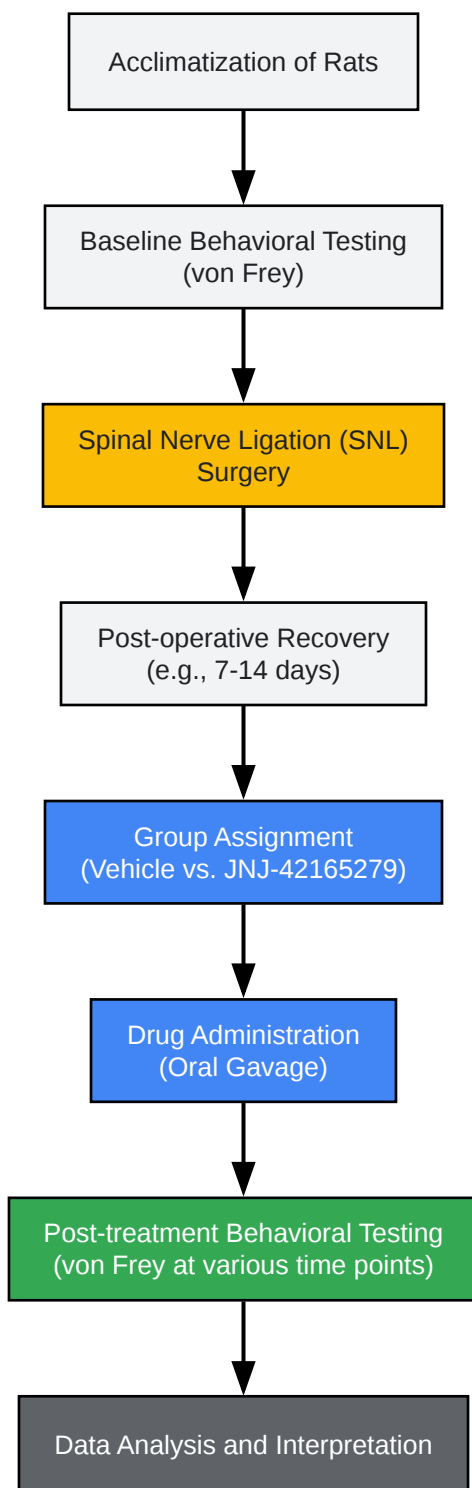 Acclimatization of Rats
Baseline Behavioral Testing
(von Frey)
Spinal Nerve Ligation (SNL)
Surgery
Post-operative Recovery
(e.g., 7-14 days)
Group Assignment
(Vehicle vs. JNJ-42165279)
Drug Administration
(Oral Gavage)
Post-treatment Behavioral Testing
(von Frey at various time points)
Data Analysis and Interpretation